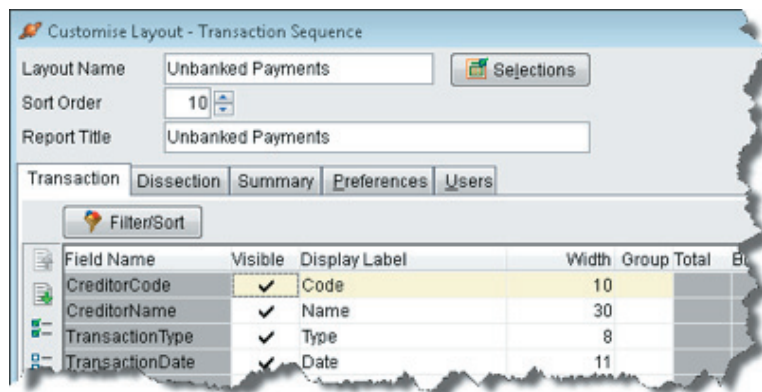 Customise Layout - Transaction Sequence
Layout Name Unbanked Payments Selections
Sort Order 10
Report Title Unbanked Payments
Transaction Dissection Summary Preferences Users
Filter/Sort
Field Name Visible Display Label Width Group Total
CreditorCode Code 10
CreditorName Name 30
TransactionType Type 8
TransactionDate Date 11